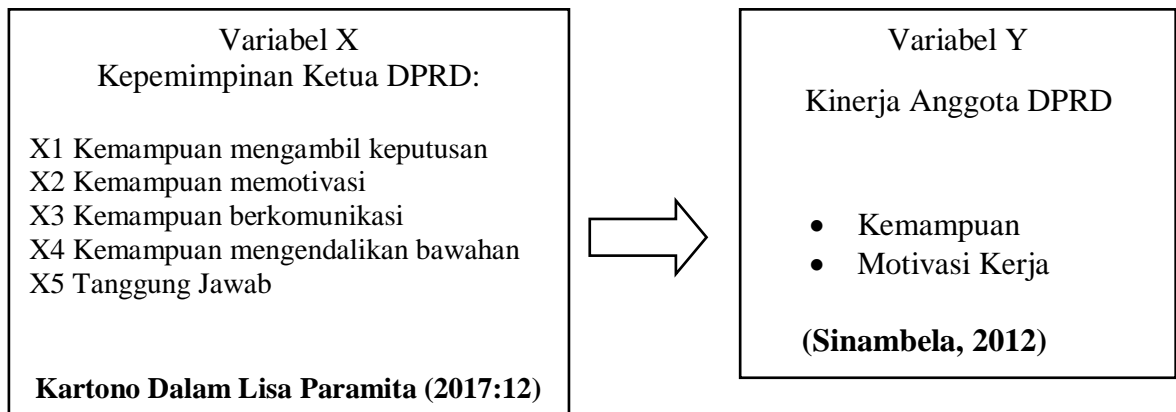 Variabel X
Kepemimpinan Ketua DPRD:
X1 Kemampuan mengambil keputusan
X2 Kemampuan memotivasi
X3 Kemampuan berkomunikasi
X4 Kemampuan mengendalikan bawahan
X5 Tanggung Jawab
Kartono Dalam Lisa Paramita (2017:12)
Variabel Y
Kinerja Anggota DPRD
• Kemampuan
• Motivasi Kerja
(Sinambela, 2012)